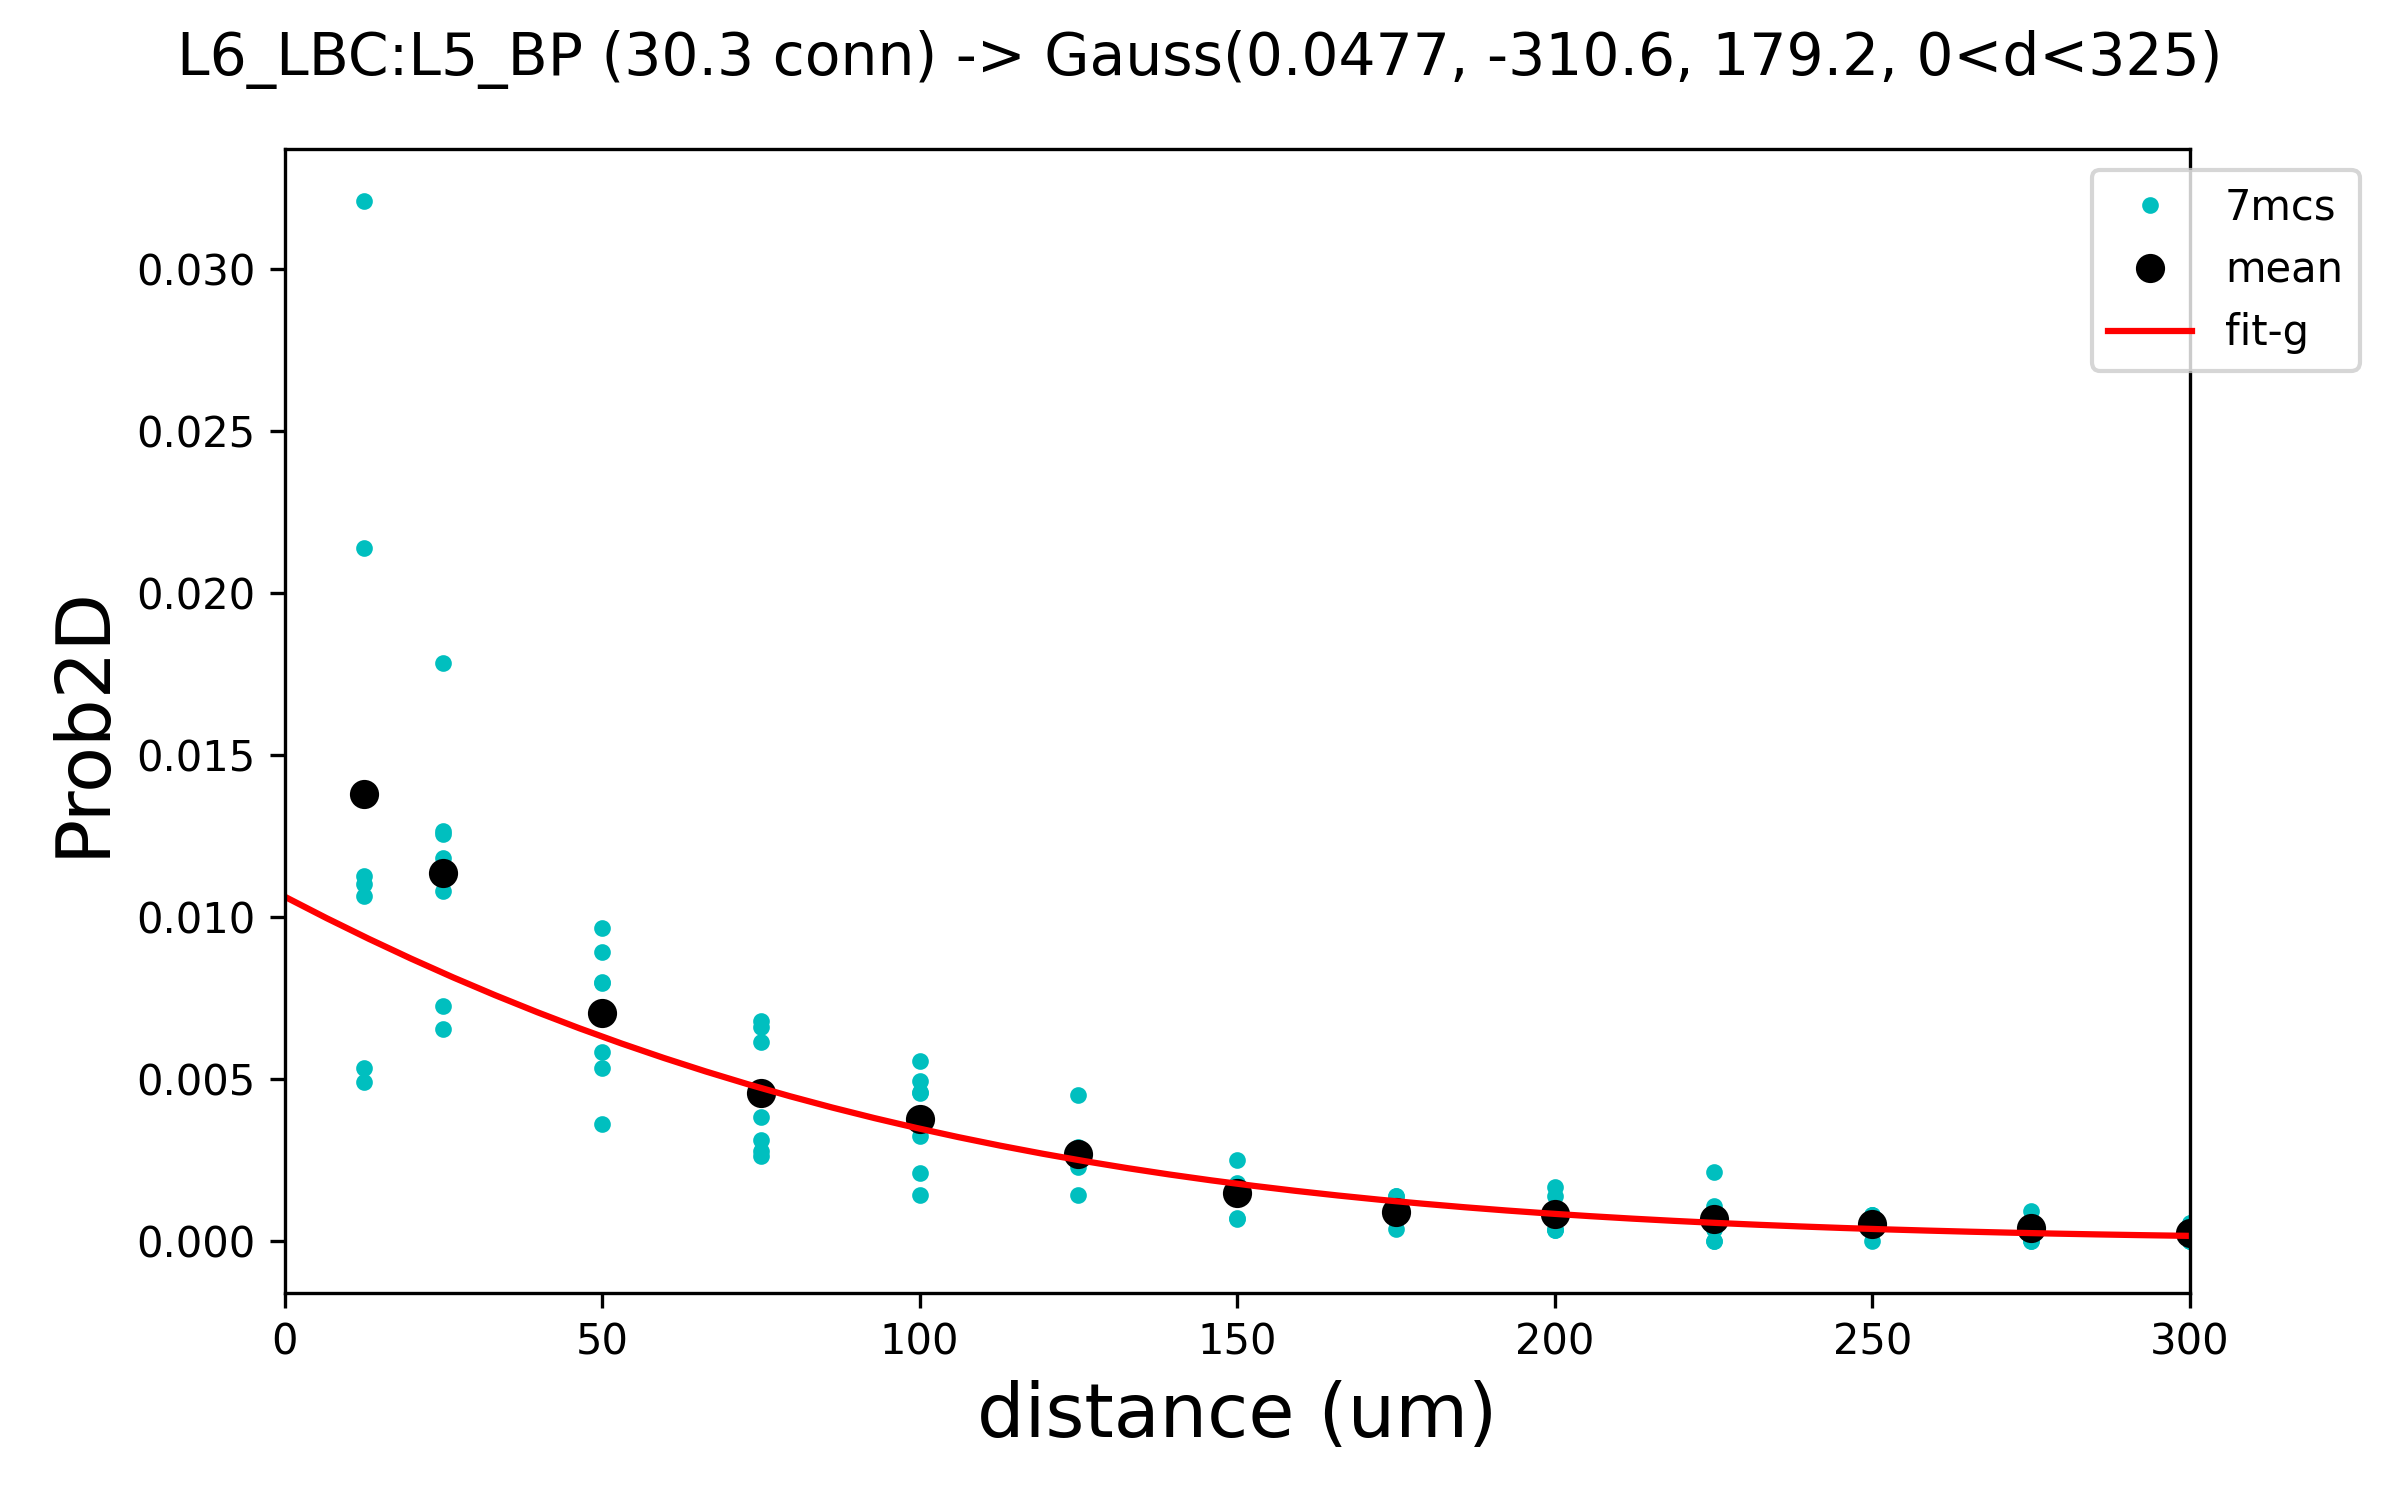 L6_LBC:L5_BP (30.3 conn) -> Gauss(0.0477, -310.6, 179.2, 0<d<325)
7mcs
mean
fit-g
Prob2D
0.030
0.025
0.020
0.015
0.010
0.005
0.000
0 50 100 150 200 250 300
distance (um)